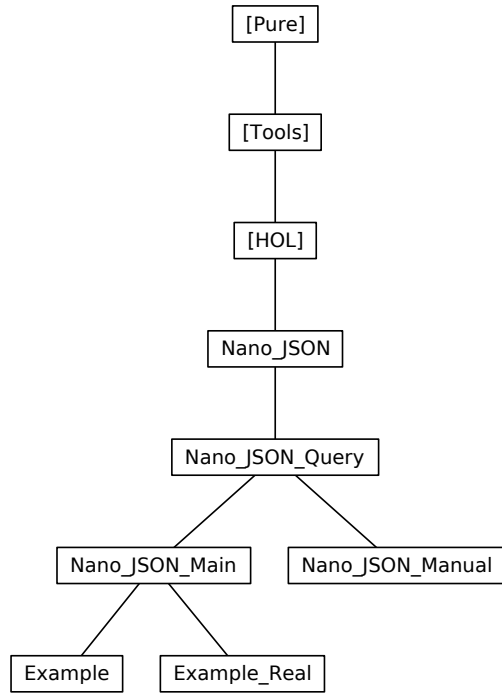 [Pure]
[Tools]
[HOL]
Nano_JSON
Nano_JSON_Query
Nano_JSON_Main
Nano_JSON_Manual
Example
Example_Real